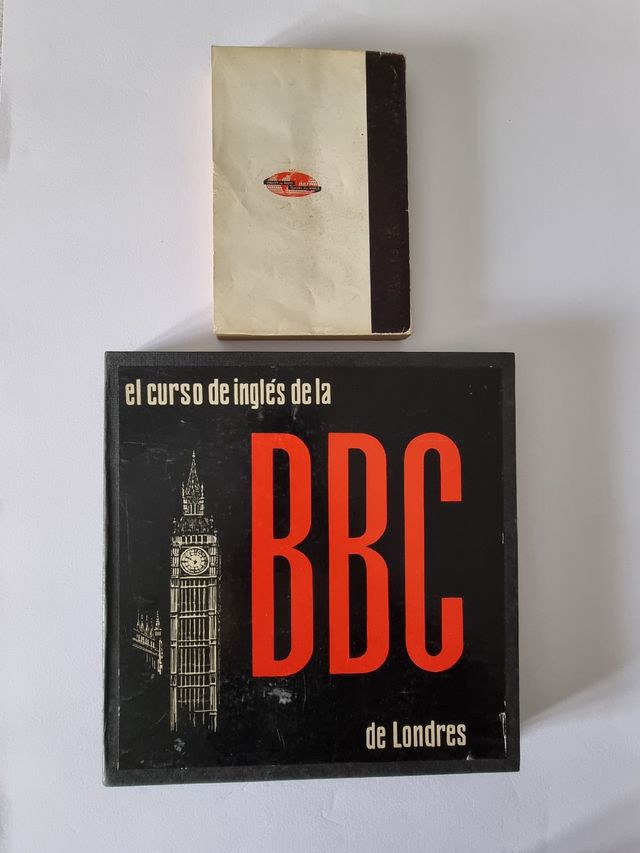 el curso de inglés de la
BBC
de Londres